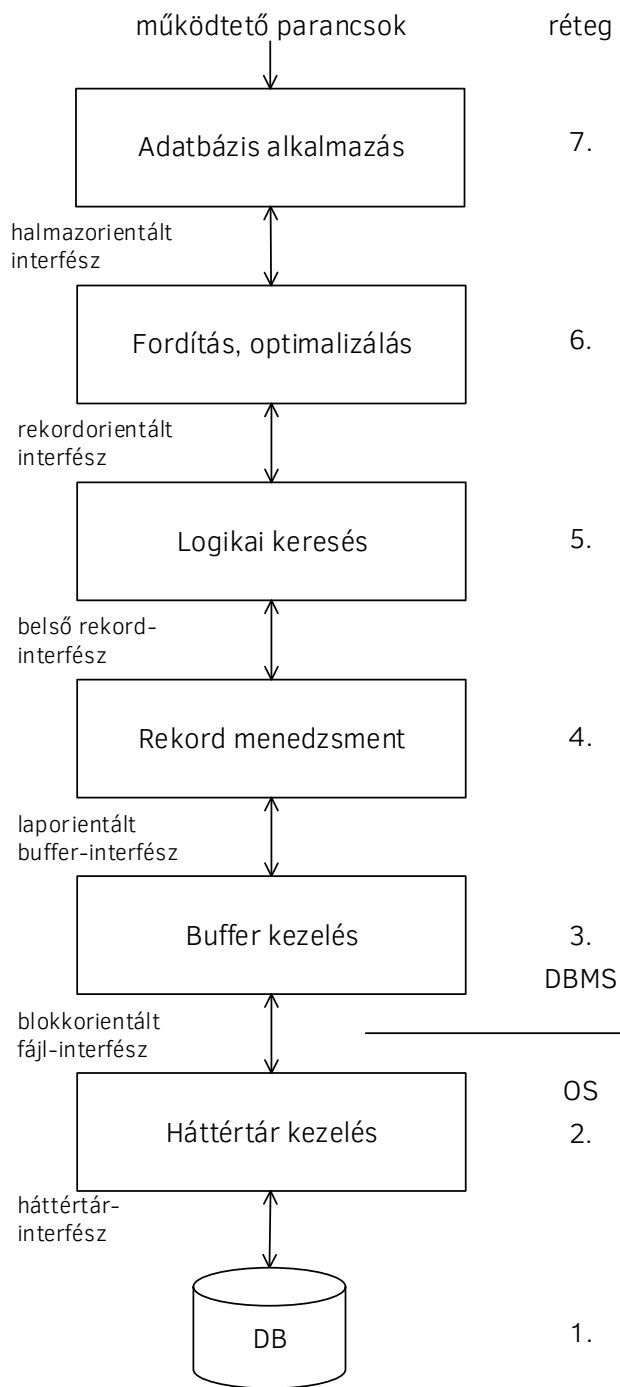 működtető parancsok réteg
Adatbázis alkalmazás 7.
halmazorientált
interfész
Fordítás, optimalizálás 6.
rekordorientált
interfész
Logikai keresés 5.
belső rekord-
interfész
Rekord menedzsment 4.
laporientált
buffer-interfész
Buffer kezelés 3.
DBMS
blokkorientált
fájl-interfész
OS
Háttértár kezelés 2.
háttértár-
interfész
DB 1.